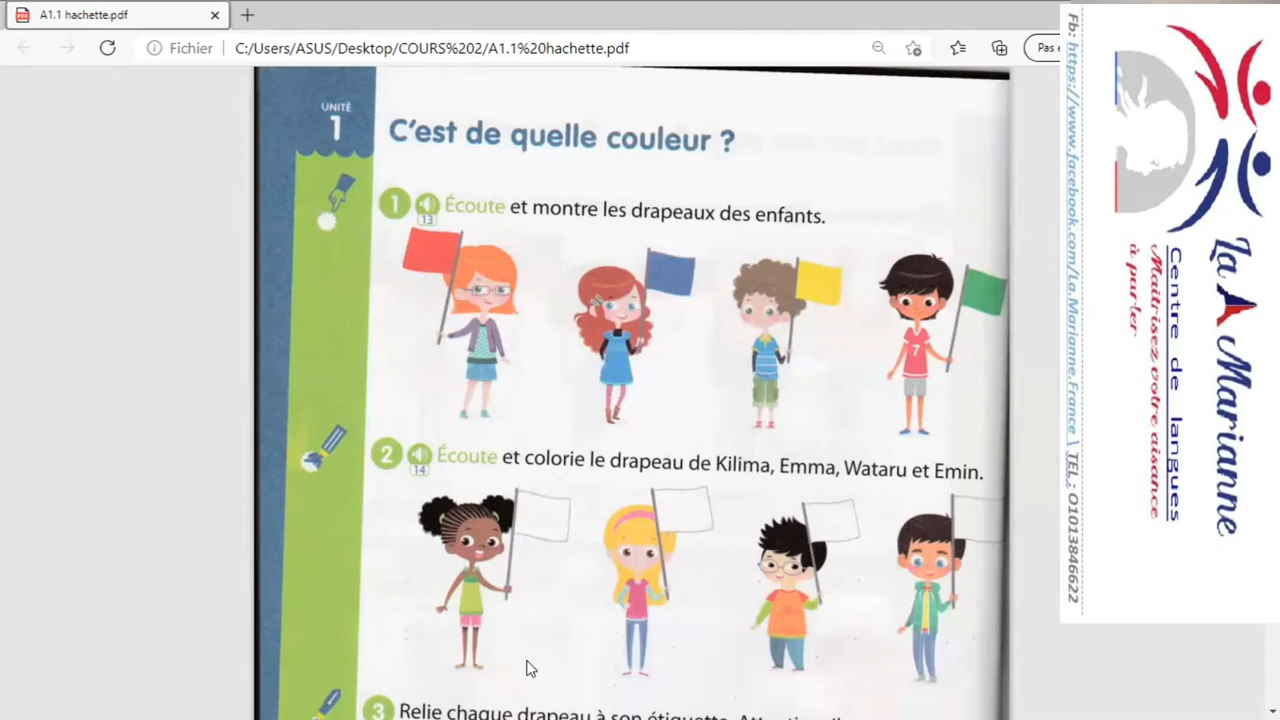 A1.1 hachette.pdf
Fichier
C:/Users/ASUS/Desktop/COURS%202/A1.1%20hachette.pdf
Pas
UNITÉ
1
C'est de quelle couleur ?
1
13
Écoute et montre les drapeaux des enfants.
7
2
14
Écoute et colorie le drapeau de Kilima, Emma, Wataru et Emin.
3
Relie chaque drapeau à son étiquette.
Fb: https://www.facebook.com/La.Marianne.France \ TEL.: 01013846622
La Marianne
Centre de langues
Maîtrisez votre aisance
à parler